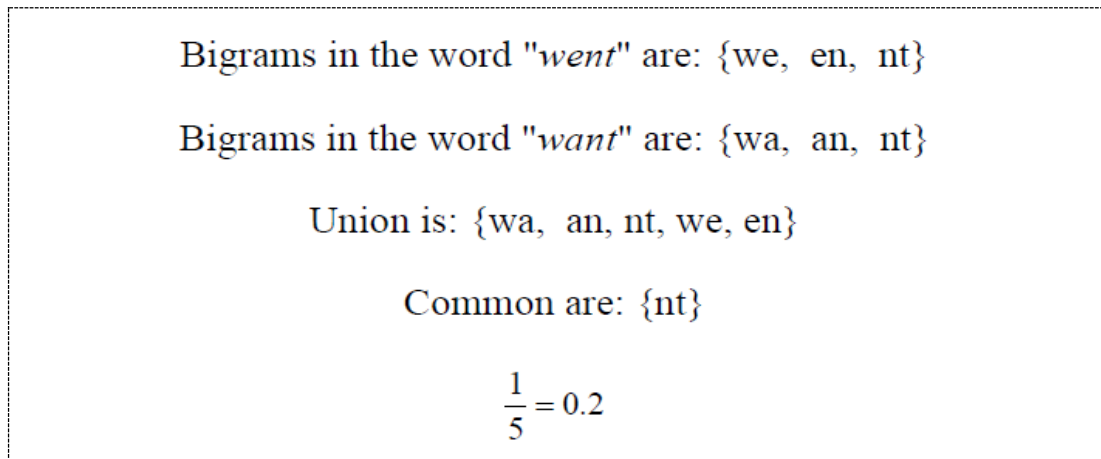 Bigrams in the word "went" are: {we, en, nt}
Bigrams in the word "want" are: {wa, an, nt}
Union is: {wa, an, nt, we, en}
Common are: {nt}
1/5 = 0.2